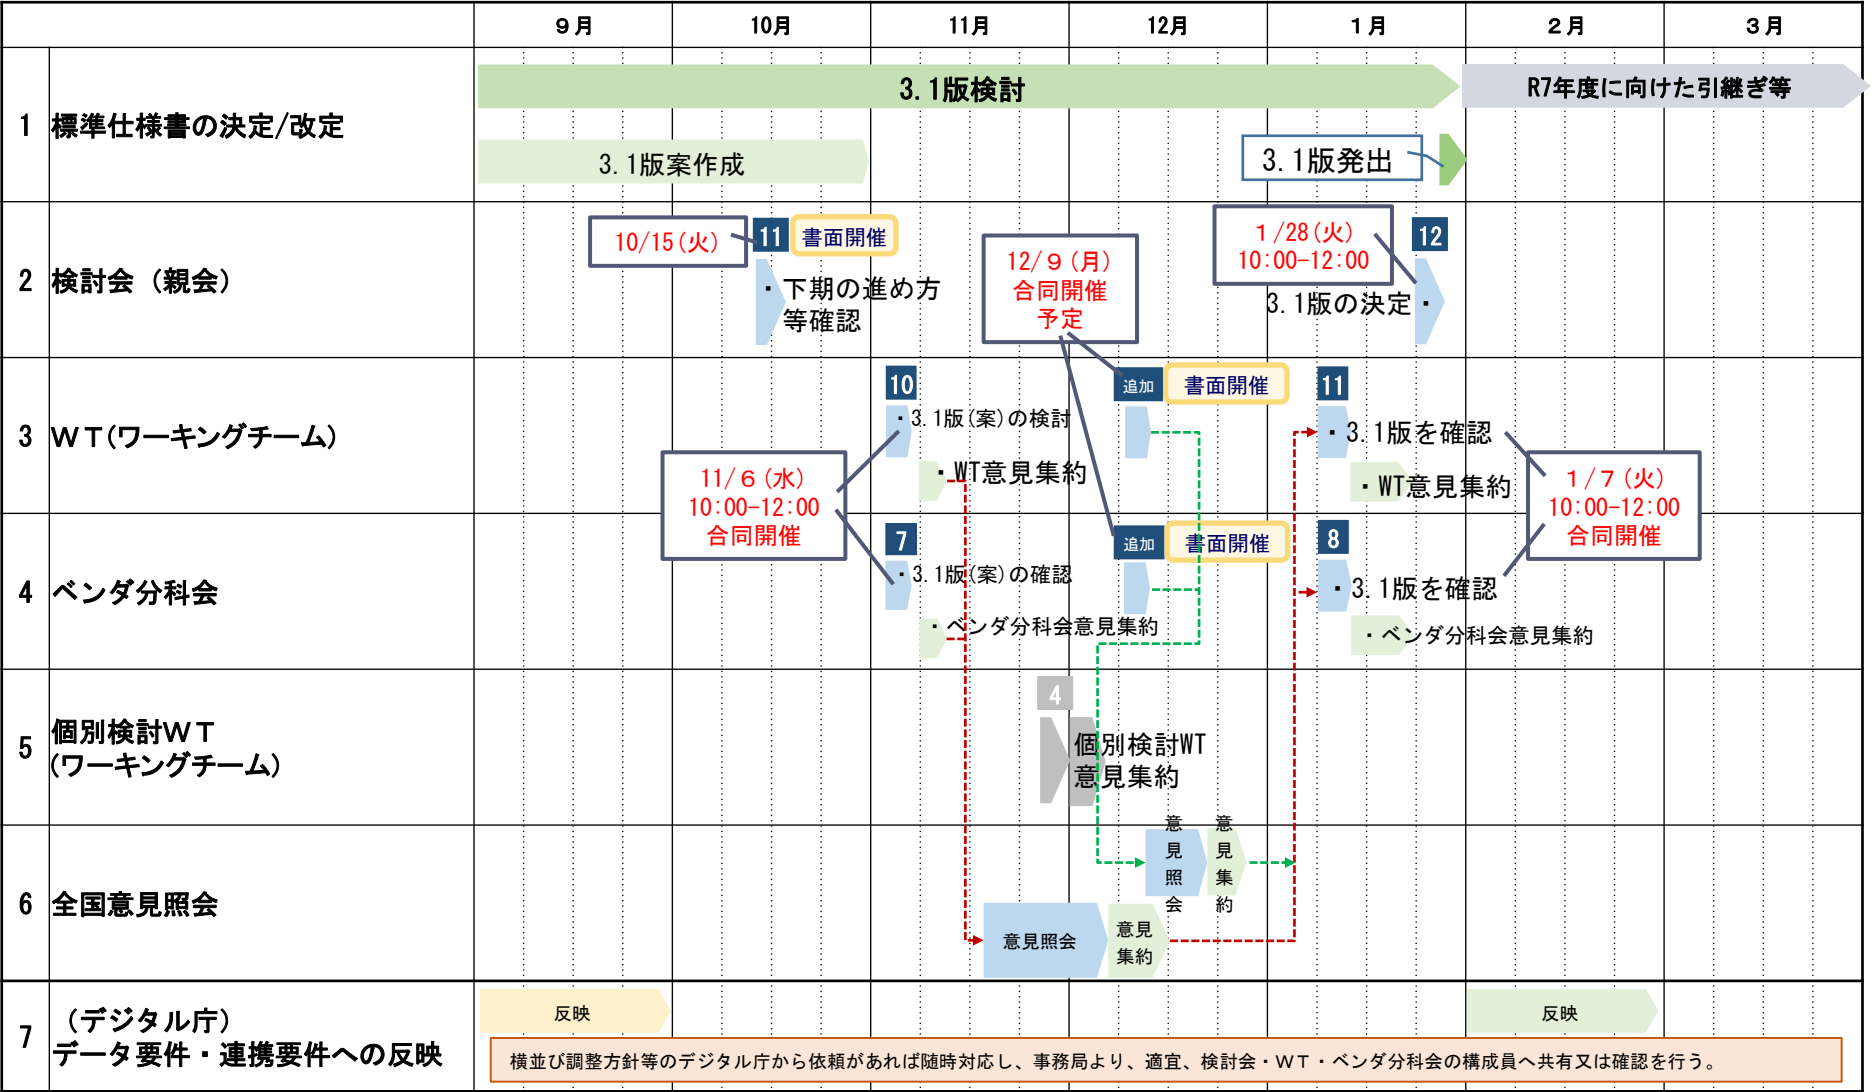 ９月
10月
11月
12月
１月
２月
３月
1
標準仕様書の決定/改定
3.1版検討
R7年度に向けた引継ぎ等
3.1版案作成
3.1版発出
2
検討会（親会）
10/15(火)
11
書面開催
・下期の進め方
等確認
12/９(月)
合同開催
予定
１/28(火)
10:00-12:00
12
3.1版の決定・
3
ＷＴ(ワーキングチーム)
10
・3.1版(案)の検討
・WT意見集約
追加
書面開催
11
・3.1版を確認
・WT意見集約
11/６(水)
10:00-12:00
合同開催
１/７(火)
10:00-12:00
合同開催
4
ベンダ分科会
7
・3.1版(案)の確認
・ベンダ分科会意見集約
追加
書面開催
8
・3.1版を確認
・ベンダ分科会意見集約
5
個別検討ＷＴ
(ワーキングチーム)
4
個別検討WT
意見集約
6
全国意見照会
意見照会
意見集約
意見照会
意見
集約
7
（デジタル庁）
データ要件・連携要件への反映
反映
反映
横並び調整方針等のデジタル庁から依頼があれば随時対応し、事務局より、適宜、検討会・ＷＴ・ベンダ分科会の構成員へ共有又は確認を行う。